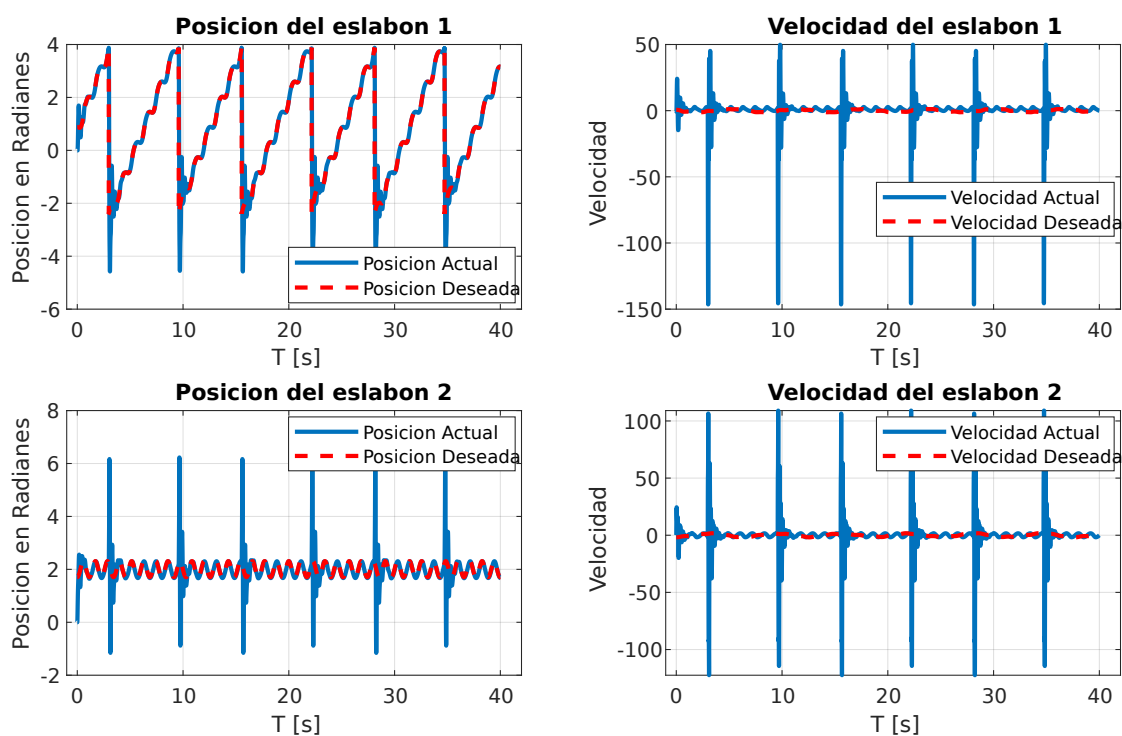 Posicion del eslabon 1
Posicion en Radianes
4
2
0
-2
-4
-6
0
10
20
30
40
T [s]
Posicion Actual
Posicion Deseada
Velocidad del eslabon 1
Velocidad
50
0
-50
-100
-150
0
10
20
30
40
T [s]
Velocidad Actual
Velocidad Deseada
Posicion del eslabon 2
Posicion en Radianes
8
6
4
2
0
-2
0
10
20
30
40
T [s]
Posicion Actual
Posicion Deseada
Velocidad del eslabon 2
Velocidad
100
50
0
-50
-100
0
10
20
30
40
T [s]
Velocidad Actual
Velocidad Deseada